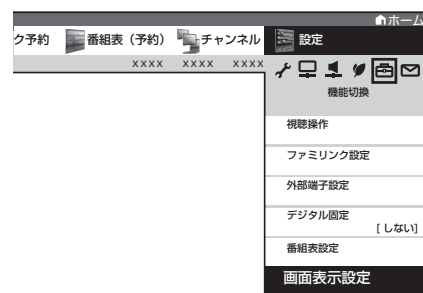 ホーム
ク予約 番組表（予約） チャンネル 設定
xxxx xxxx xxxx
機能切換
視聴操作
ファミリンク設定
外部端子設定
デジタル固定
[しない]
番組表設定
画面表示設定